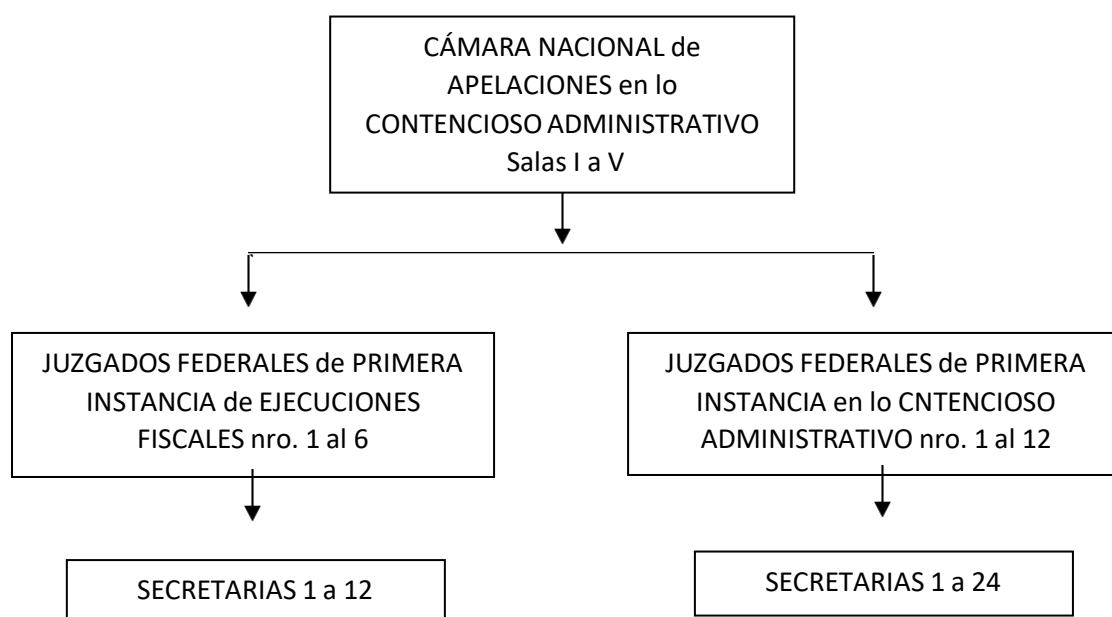 CÁMARA NACIONAL de
APELACIONES en lo
CONTENCIOSO ADMINISTRATIVO
Salas I a V
JUZGADOS FEDERALES de PRIMERA
INSTANCIA de EJECUCIONES
FISCALES nro. 1 al 6
JUZGADOS FEDERALES de PRIMERA
INSTANCIA en lo CNTENCIOSO
ADMINISTRATIVO nro. 1 al 12
SECRETARIAS 1 a 12
SECRETARIAS 1 a 24